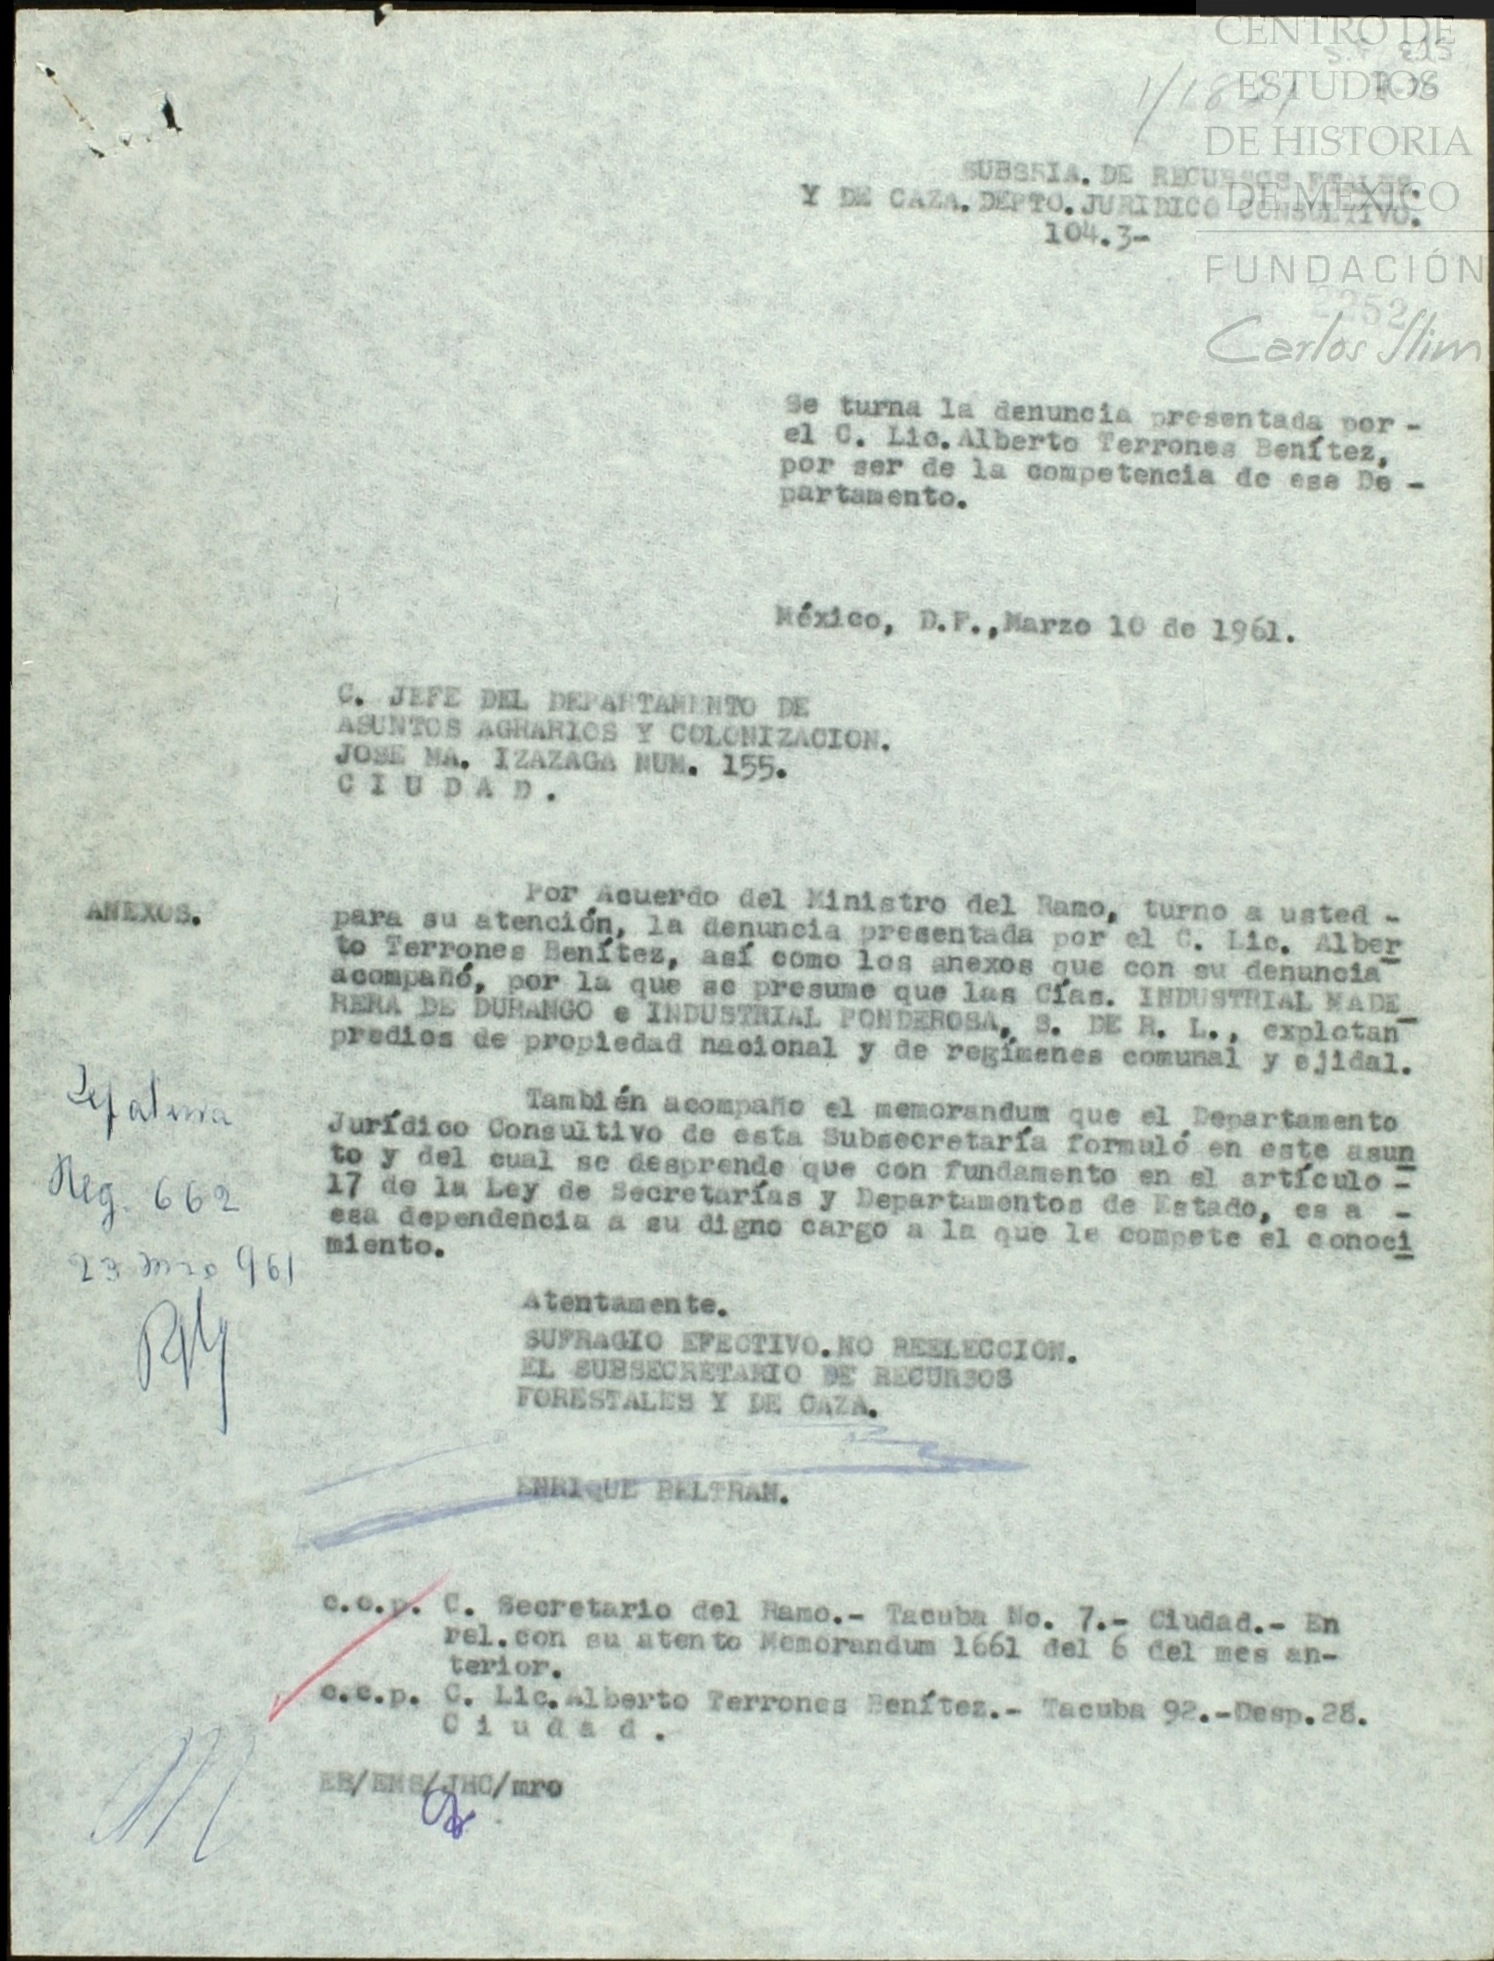 CENTRO DE
ESTUDIOS
DE HISTORIA
DE MÉXICO
FUNDACIÓN
Carlos Slim
SUBSRIA. DE RECURSOS FTALES.
Y DE CAZA. DEPTO. JURIDICO CONSULTIVO.
104.3-
2252
Se turna la denuncia presentada por -
el C. Lic. Alberto Terrones Benítez,
por ser de la competencia de ese De -
partamento.
México, D.F., Marzo 10 de 1961.
C. JEFE DEL DEPARTAMENTO DE
ASUNTOS AGRARIOS Y COLONIZACION.
JOSE MA. IZAZAGA NUM. 155.
C I U D A D .
ANEXOS.
Por Acuerdo del Ministro del Ramo, turno a usted -
para su atención, la denuncia presentada por el C. Lic. Alber
to Terrones Benítez, así como los anexos que con su denuncia
acompañó, por la que se presume que las Cías. INDUSTRIAL MADE
RERA DE DURANGO e INDUSTRIAL PONDEROSA, S. DE R. L., explotan
predios de propiedad nacional y de regímenes comunal y ejidal.
También acompaño el memorandum que el Departamento
Jurídico Consultivo de esta Subsecretaría formuló en este asun
to y del cual se desprende que con fundamento en el artículo -
17 de la Ley de Secretarías y Departamentos de Estado, es a -
esa dependencia a su digno cargo a la que le compete el conoci
miento.
Reg. 662
23 961
Atentamente.
SUFRAGIO EFECTIVO. NO REELECCION.
EL SUBSECRETARIO DE RECURSOS
FORESTALES Y DE CAZA.
ENRIQUE BELTRAN.
c.c.p. C. Secretario del Ramo.- Tacuba No. 7.- Ciudad.- En
rel. con su atento Memorandum 1661 del 6 del mes an-
terior.
c.c.p. C. Lic. Alberto Terrones Benítez.- Tacuba 92.-Desp. 28.
C i u d a d .
EB/EMS/JHC/mro